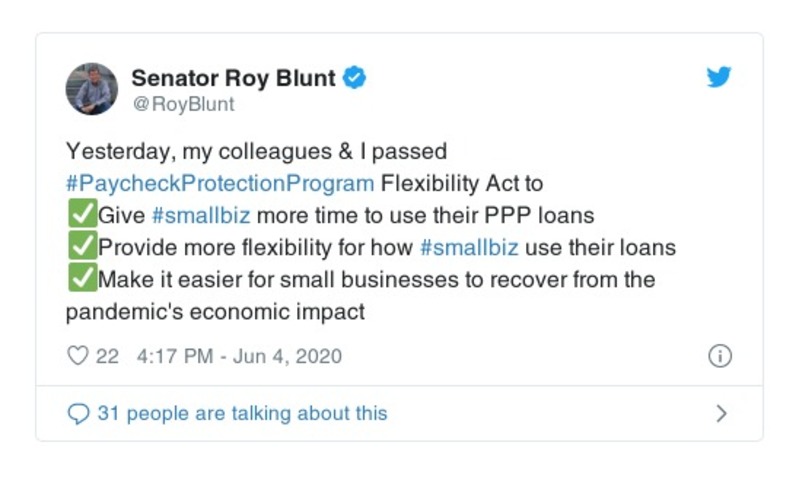 Senator Roy Blunt
@RoyBlunt
Yesterday, my colleagues & I passed
#PaycheckProtectionProgram Flexibility Act to
✅Give #smallbiz more time to use their PPP loans
✅Provide more flexibility for how #smallbiz use their loans
✅Make it easier for small businesses to recover from the
pandemic's economic impact
22 4:17 PM - Jun 4, 2020
31 people are talking about this